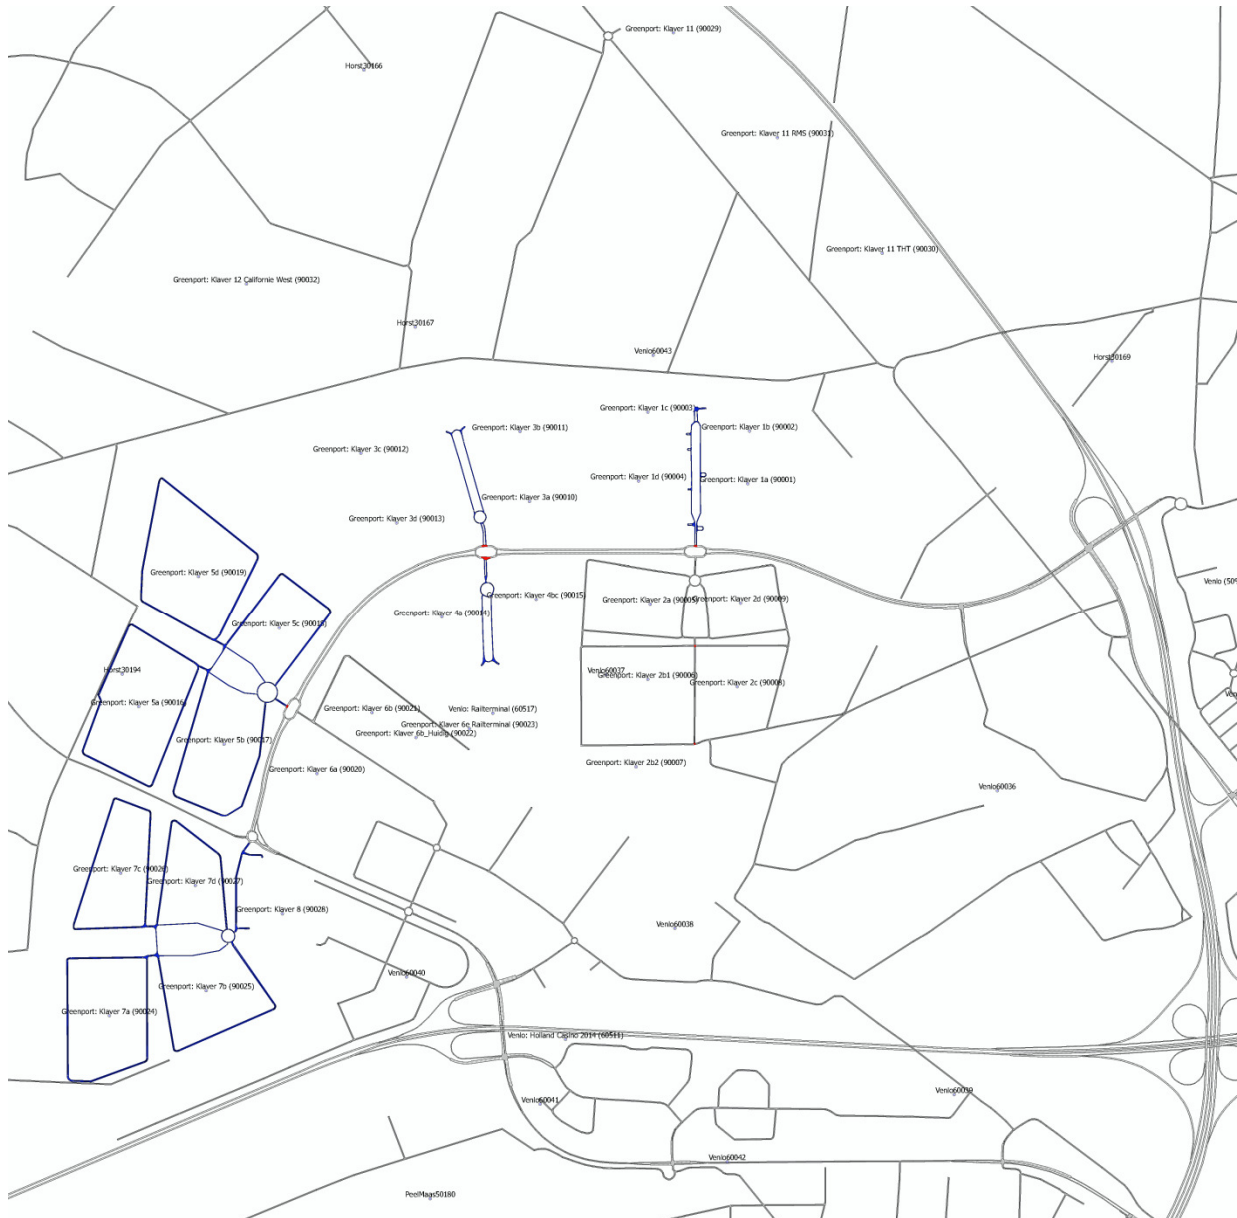 Greenport: Klaver 11 (90029)
Horst30166
Greenport: Klaver 11 RMS (90031)
Greenport: Klaver 11 THT (90030)
Greenport: Klaver 12 Californie West (90032)
Horst30167
Venlo60043
Horst30169
Greenport: Klaver 1c (90003)
Greenport: Klaver 3b (90011)
Greenport: Klaver 1b (90002)
Greenport: Klaver 3c (90012)
Greenport: Klaver 1d (90004)
Greenport: Klaver 1a (90001)
Greenport: Klaver 3a (90010)
Greenport: Klaver 3d (90013)
Greenport: Klaver 5d (90019)
Venlo (509
Greenport: Klaver 4bc (90015)
Greenport: Klaver 2a (90005)
Greenport: Klaver 2d (90009)
Greenport: Klaver 4a (90014)
Greenport: Klaver 5c (90018)
Horst30194
Venlo60037
Greenport: Klaver 2b1 (90006)
Greenport: Klaver 2c (90008)
Greenport: Klaver 5a (90016)
Greenport: Klaver 6b (90021)
Venlo: Railterminal (60517)
Greenport: Klaver 6e Railterminal (90023)
Greenport: Klaver 6b_Huidig (90022)
Greenport: Klaver 5b (90017)
Greenport: Klaver 2b2 (90007)
Greenport: Klaver 6a (90020)
Venlo60036
Greenport: Klaver 7c (90026)
Greenport: Klaver 7d (90027)
Greenport: Klaver 8 (90028)
Venlo60038
Venlo60040
Greenport: Klaver 7b (90025)
Greenport: Klaver 7a (90024)
Venlo: Holland Casino 2014 (60511)
Venlo60039
Venlo60041
Venlo60042
PeelMaas50180